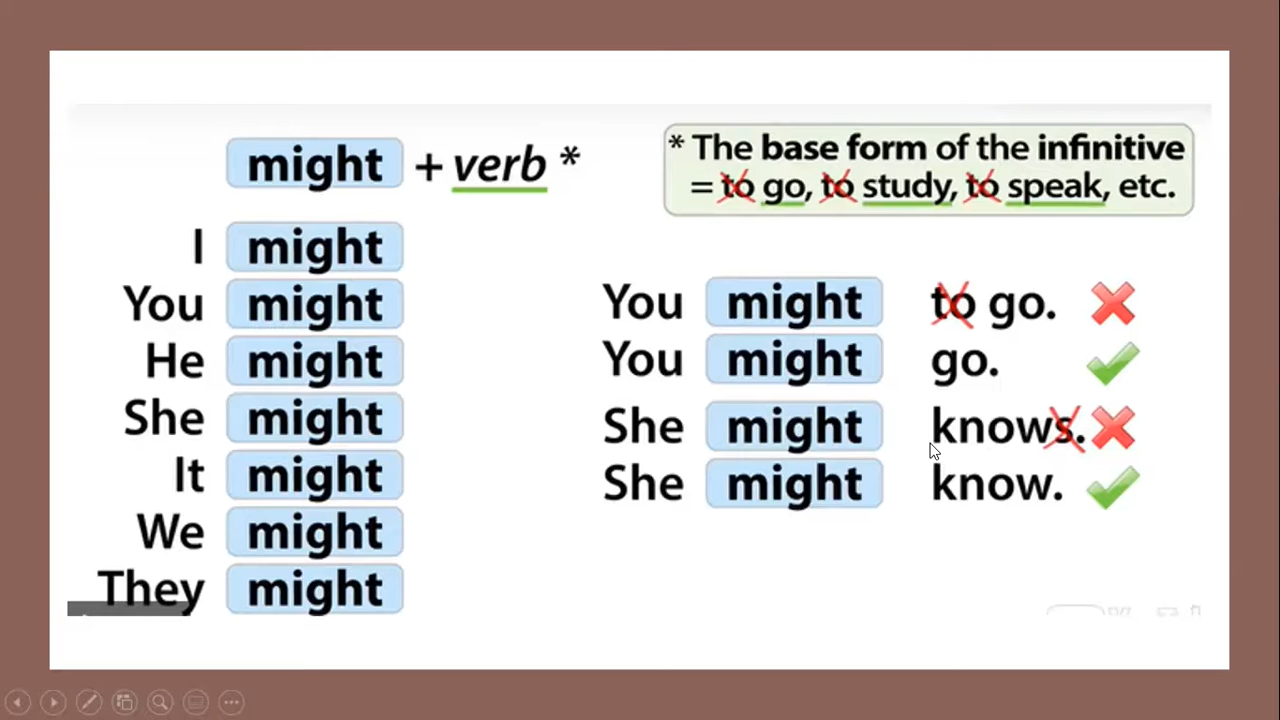 might + verb *
* The base form of the infinitive
= to go, to study, to speak, etc.
I might
You might
He might
She might
It might
We might
They might
You might to go.
You might go.
She might knows.
She might know.